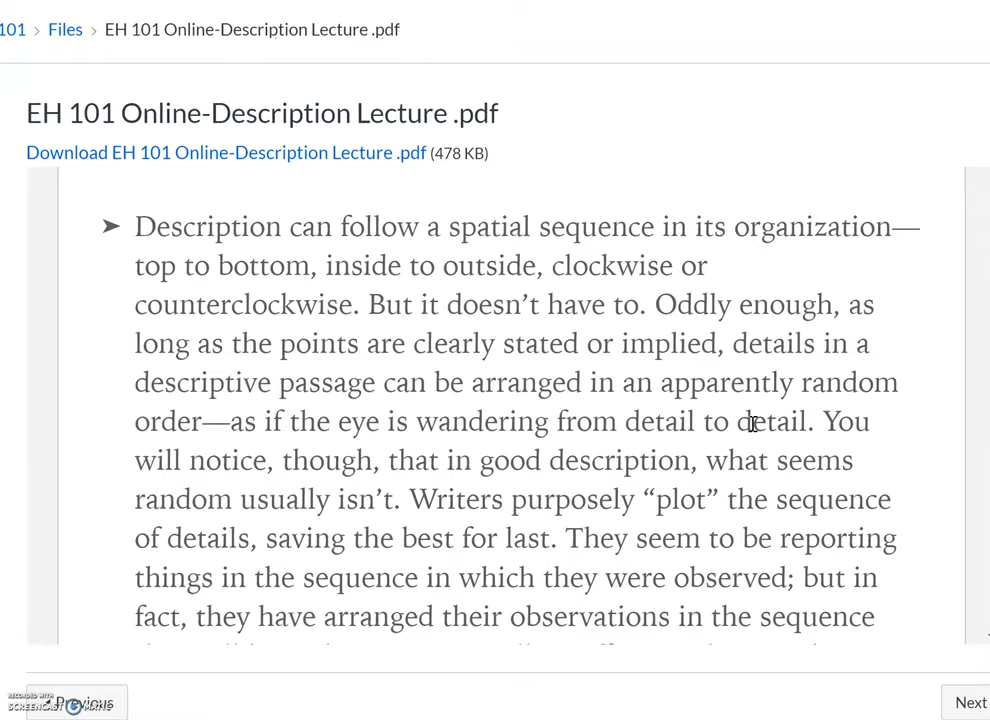 101 > Files > EH 101 Online-Description Lecture .pdf
EH 101 Online-Description Lecture .pdf
Download EH 101 Online-Description Lecture .pdf (478 KB)
➤ Description can follow a spatial sequence in its organization—
top to bottom, inside to outside, clockwise or
counterclockwise. But it doesn’t have to. Oddly enough, as
long as the points are clearly stated or implied, details in a
descriptive passage can be arranged in an apparently random
order—as if the eye is wandering from detail to detail. You
will notice, though, that in good description, what seems
random usually isn’t. Writers purposely “plot” the sequence
of details, saving the best for last. They seem to be reporting
things in the sequence in which they were observed; but in
fact, they have arranged their observations in the sequence
Previous
Next
RECORDED WITH
SCREENCAST MATIC